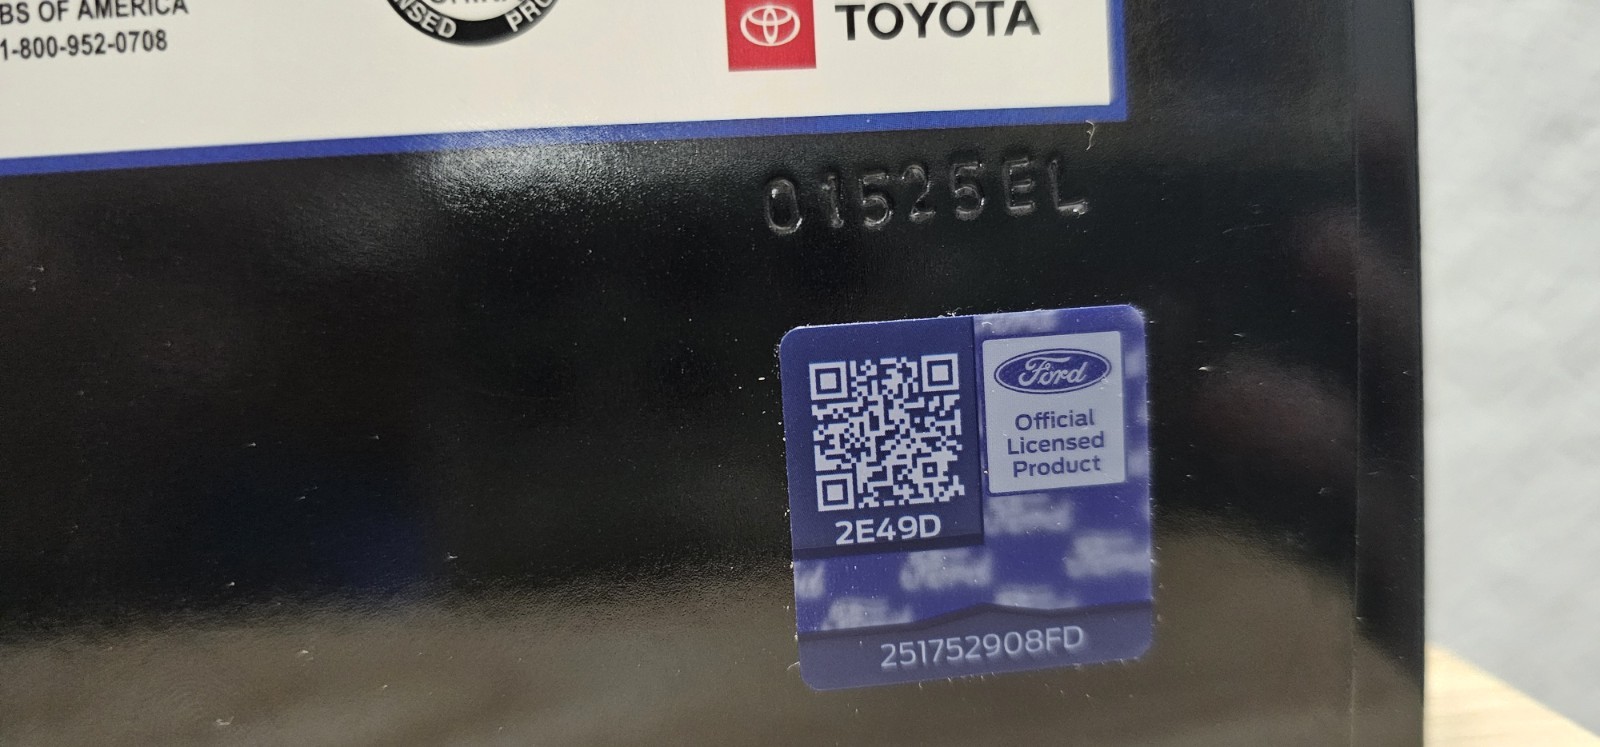 BS OF AMERICA
1-800-952-0708
TOYOTA
01525EL
Ford
Official
Licensed
Product
2E49D
251752908FD